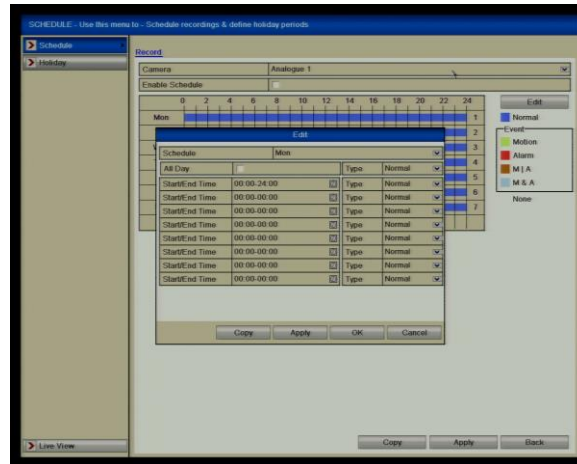 SCHEDULE - Use this menu to - Schedule recordings & define holiday periods
Schedule
Holiday
Record
Camera Analogue 1
Enable Schedule
0 2 4 6 8 10 12 14 16 18 20 22 24
Edit
Mon 1
Normal
Event
2
Motion
3
Alarm
4
M | A
5
M & A
6
None
7
Edit
Schedule Mon
All Day Type Normal
Start/End Time 00:00-24:00 Type Normal
Start/End Time 00:00-00:00 Type Normal
Start/End Time 00:00-00:00 Type Normal
Start/End Time 00:00-00:00 Type Normal
Start/End Time 00:00-00:00 Type Normal
Start/End Time 00:00-00:00 Type Normal
Start/End Time 00:00-00:00 Type Normal
Start/End Time 00:00-00:00 Type Normal
Copy Apply OK Cancel
Live View
Copy Apply Back